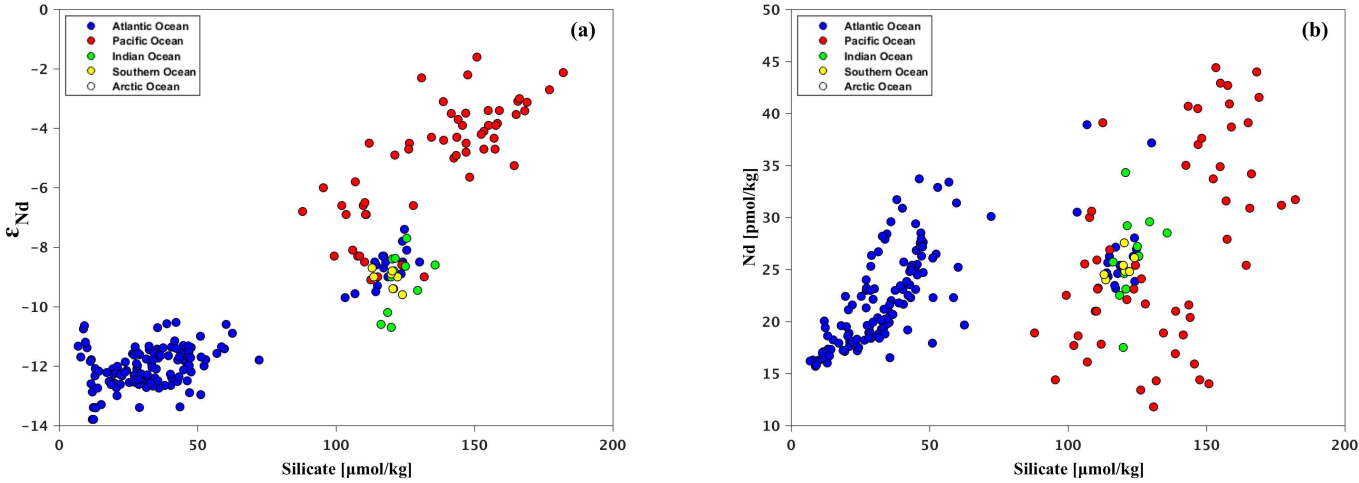 (a)
Atlantic Ocean
Pacific Ocean
Indian Ocean
Southern Ocean
Arctic Ocean
0
−2
−4
−6
−8
−10
−12
−14
εNd
0 50 100 150 200
Silicate [µmol/kg]
(b)
Atlantic Ocean
Pacific Ocean
Indian Ocean
Southern Ocean
Arctic Ocean
50
45
40
35
30
25
20
15
10
Nd [pmol/kg]
0 50 100 150 200
Silicate [µmol/kg]